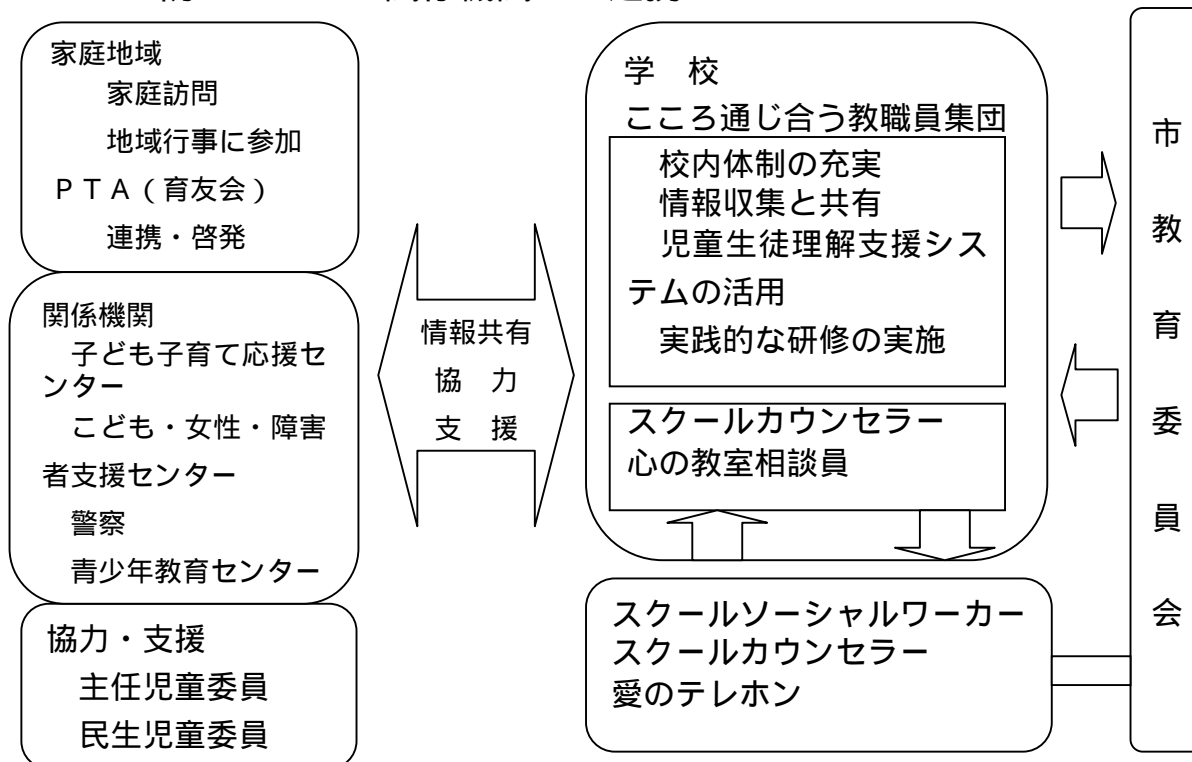 家庭地域
家庭訪問
地域行事に参加
ＰＴＡ（育友会）
連携・啓発
関係機関
子ども子育て応援セ
ンター
こども・女性・障害
者支援センター
警察
青少年教育センター
協力・支援
主任児童委員
民生児童委員
情報共有
協　力
支　援
学　校
こころ通じ合う教職員集団
校内体制の充実
情報収集と共有
児童生徒理解支援シス
テムの活用
実践的な研修の実施
スクールカウンセラー
心の教室相談員
スクールソーシャルワーカー
スクールカウンセラー
愛のテレホン
市教育委員会